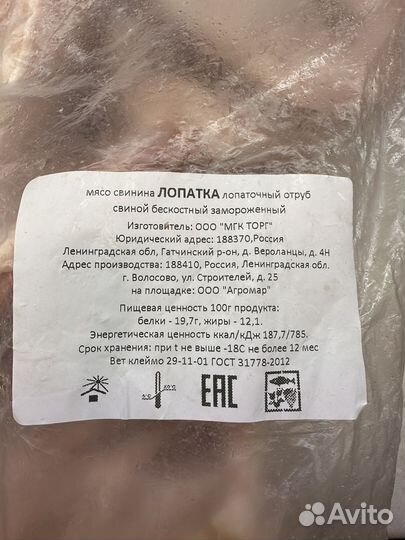 мясо свинина ЛОПАТКА лопаточный отруб
свиной бескостный замороженный
Изготовитель: ООО "МГК ТОРГ"
Юридический адрес: 188370,Россия
Ленинградская обл, Гатчинский р-он, д. Вероланцы, д. 4Н
Адрес производства: 188410, Россия, Ленинградская обл.
г. Волосово, ул. Строителей, д. 25
на площадке: ООО "Агромар"
Пищевая ценность 100г продукта:
белки - 19,7г, жиры - 12,1.
Энергетическая ценность ккал/кДж 187,7/785.
Срок хранения: при t не выше -18С не более 12 мес
Вет клеймо 29-11-01 ГОСТ 31778-2012
ЕАС
Avito